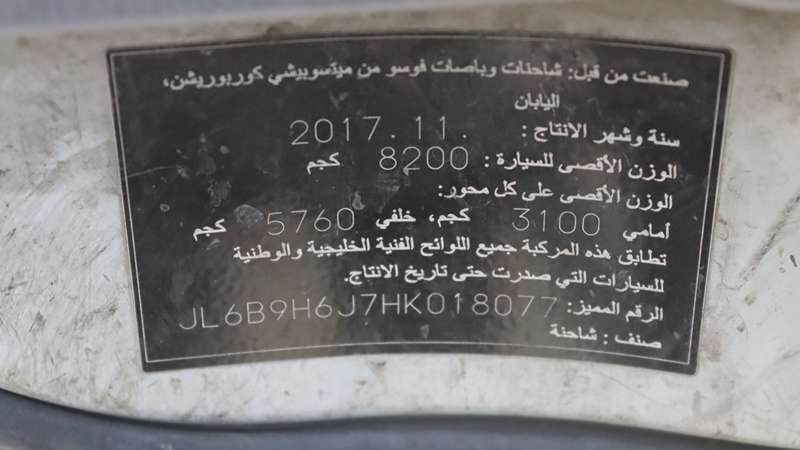 صنعت من قبل: شاحنات وباصات فوسو من ميتسوبيشي كوربوريشن،
اليابان
سنة وشهر الانتاج : 2017.11.
الوزن الأقصى للسيارة : 8200 كجم
الوزن الأقصى على كل محور:
أمامي 3100 كجم، خلفي 5760 كجم
تطابق هذه المركبة جميع اللوائح الفنية الخليجية والوطنية
للسيارات التي صدرت حتى تاريخ الانتاج.
الرقم المميز: JL6B9H6J7HK018077
صنف : شاحنة